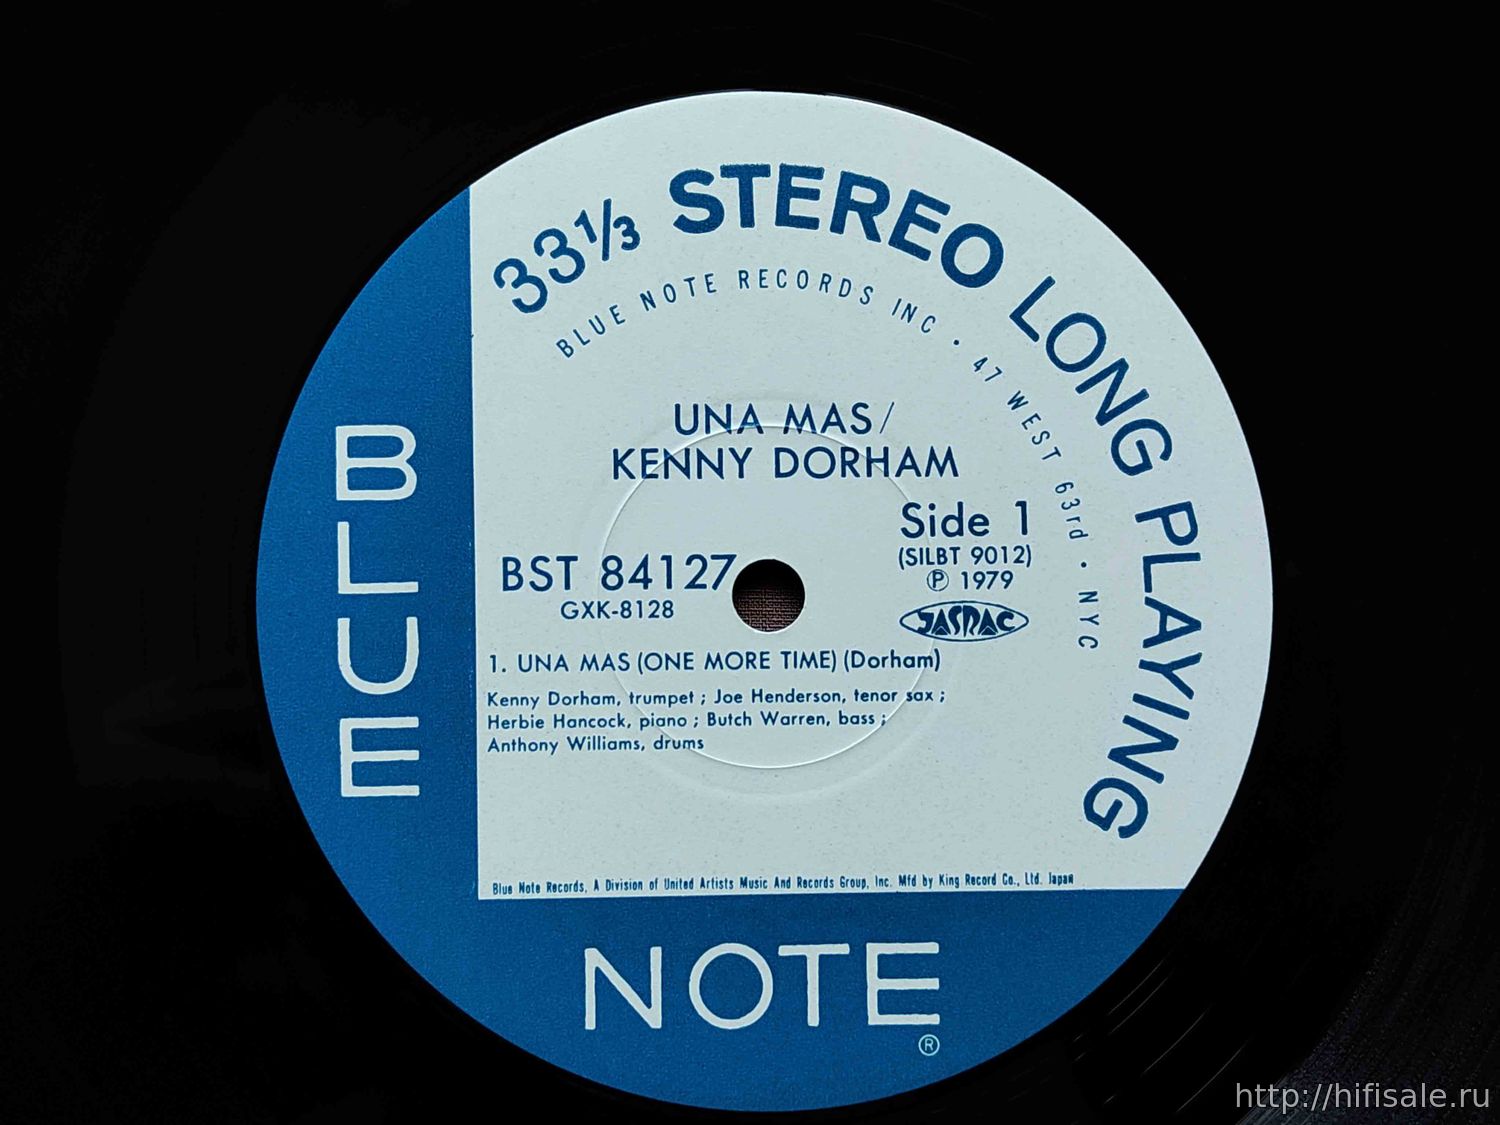 33⅓ STEREO LONG PLAYING
BLUE NOTE RECORDS INC · 47 WEST 63rd · NYC
UNA MAS/
KENNY DORHAM
Side 1
(SILBT 9012)
Ⓟ 1979
JASRAC
BST 84127
GXK-8128
1. UNA MAS (ONE MORE TIME) (Dorham)
Kenny Dorham, trumpet ; Joe Henderson, tenor sax ;
Herbie Hancock, piano ; Butch Warren, bass ;
Anthony Williams, drums
Blue Note Records, A Division of United Artists Music And Records Group, Inc. Mfd by King Record Co., Ltd. Japan
BLUE
NOTE
®
http://hifisale.ru